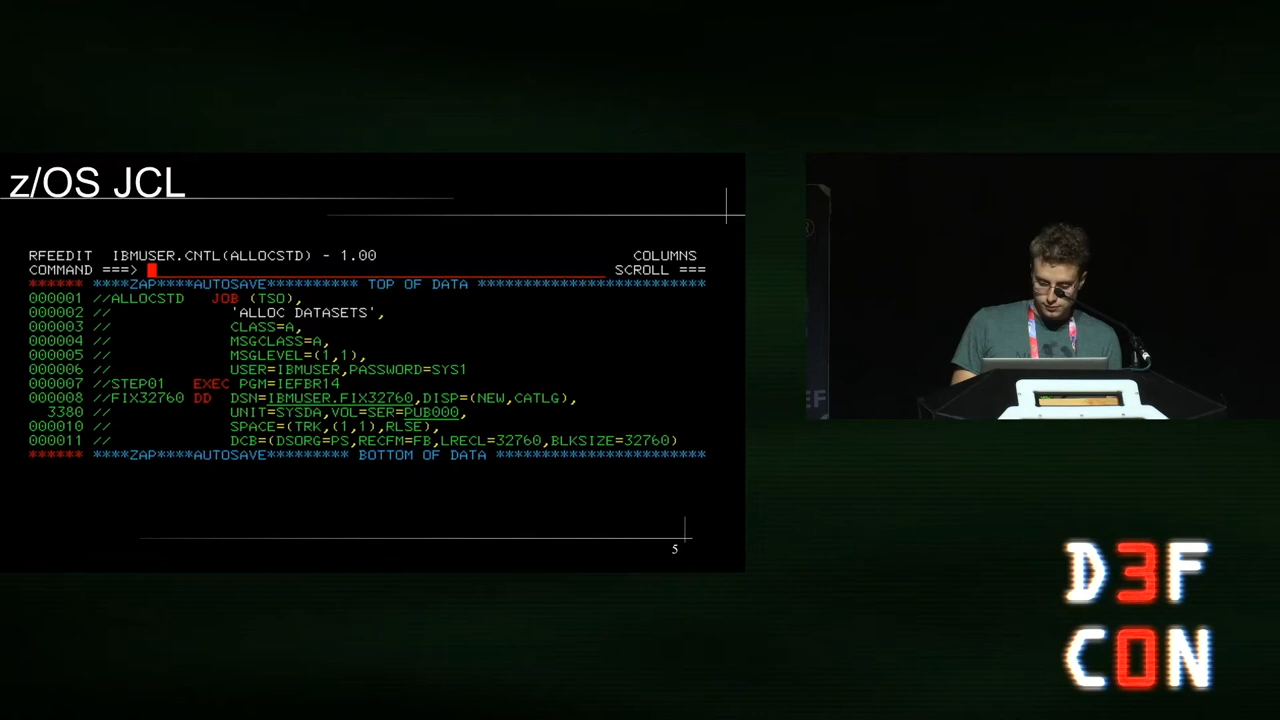 z/OS JCL
RFEEDIT IBMUSER.CNTL(ALLOCSTD) - 1.00 COLUMNS
COMMAND ===> SCROLL ===
****** ****ZAP****AUTOSAVE********** TOP OF DATA *************************
000001 //ALLOCSTD JOB (TSO),
000002 // 'ALLOC DATASETS',
000003 // CLASS=A,
000004 // MSGCLASS=A,
000005 // MSGLEVEL=(1,1),
000006 // USER=IBMUSER,PASSWORD=SYS1
000007 //STEP01 EXEC PGM=IEFBR14
000008 //FIX32760 DD DSN=IBMUSER.FIX32760,DISP=(NEW,CATLG),
3380 // UNIT=SYSDA,VOL=SER=PUB000,
000010 // SPACE=(TRK,(1,1),RLSE),
000011 // DCB=(DSORG=PS,RECFM=FB,LRECL=32760,BLKSIZE=32760)
****** ****ZAP****AUTOSAVE********* BOTTOM OF DATA ***********************
5
EF
D3F
C0N